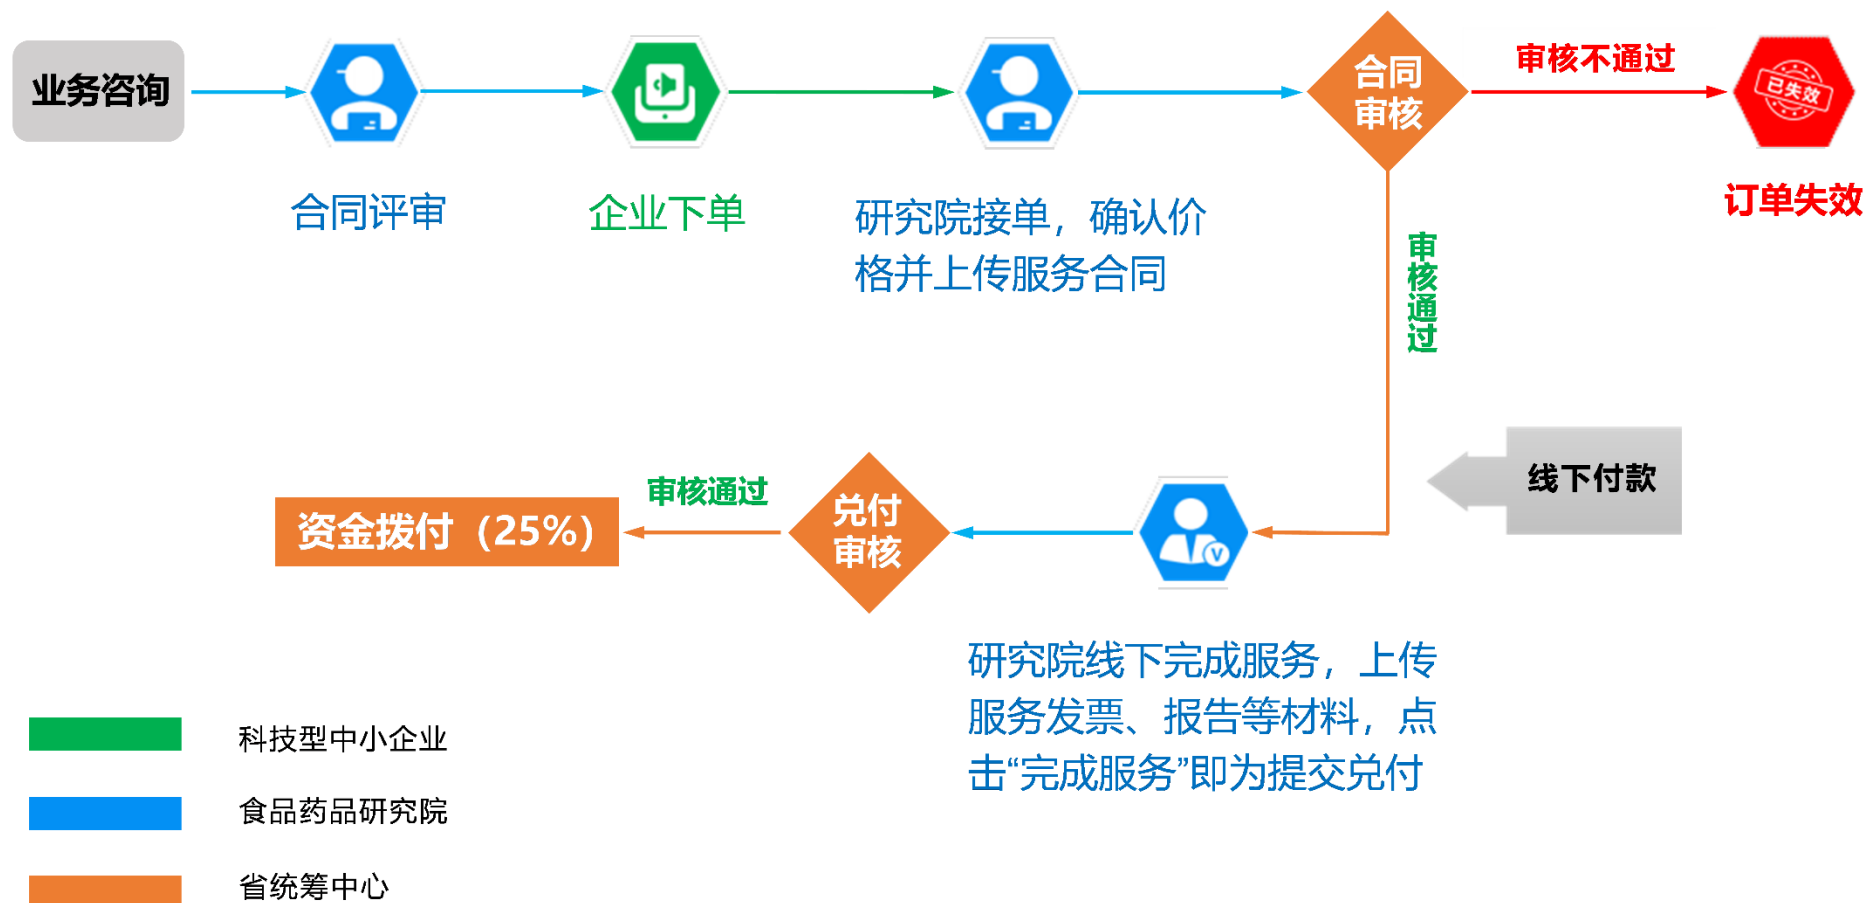 业务咨询
合同评审
企业下单
研究院接单，确认价
格并上传服务合同
合同
审核
审核不通过
已失效
订单失效
审核通过
线下付款
研究院线下完成服务，上传
服务发票、报告等材料，点
击“完成服务”即为提交兑付
V
兑付
审核
审核通过
资金拨付（25%）
科技型中小企业
食品药品研究院
省统筹中心